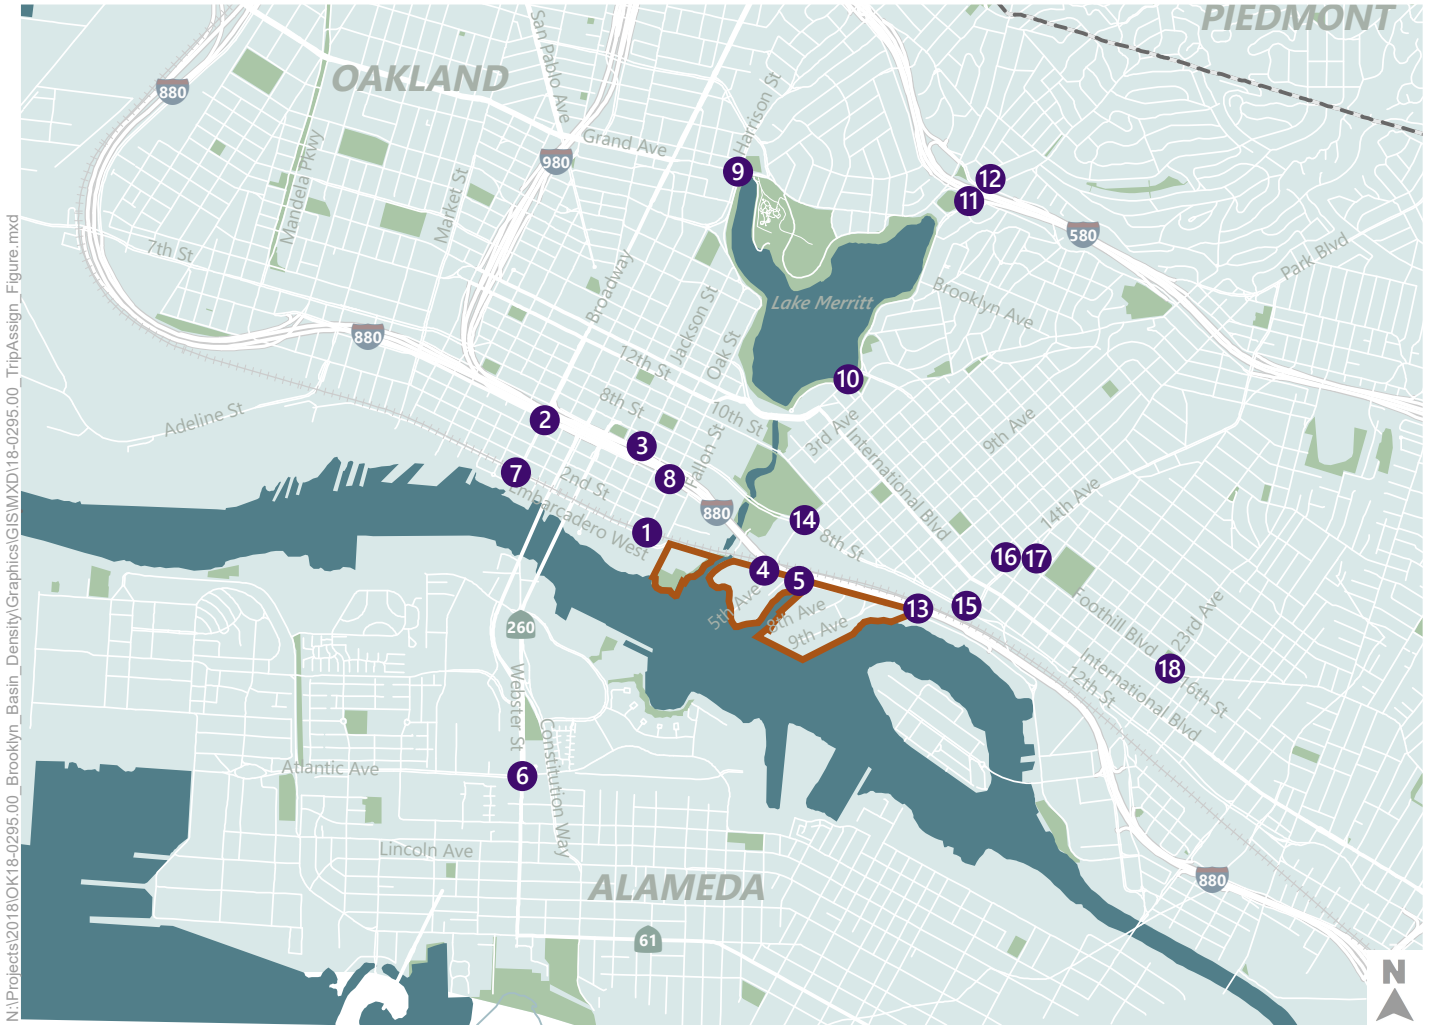 PIEDMONT
OAKLAND
San Pablo Ave
Harrison St
880
Grand Ave
980
Mandela Pkwy
Market St
9
12
11
580
Park Blvd
7th St
Broadway
Jackson St
Oak St
Lake Merritt
Brooklyn Ave
880
12th St
10
8th St
10th St
Adeline St
2
3
3rd Ave
9th Ave
International Blvd
7
2nd St
8
Fallon St
14th Ave
Embarcadero West
880
14
8th St
1
16
17
4
5
5th Ave
8th Ave
9th Ave
13
15
Foothill Blvd
23rd Ave
260
18
16th St
International Blvd
12th St
Webster St
Constitution Way
Atlantic Ave
6
Lincoln Ave
ALAMEDA
880
61
N
N:\Projects\2018\OK18-0295.00_Brooklyn_Basin_Density\Graphics\GIS\MXD\18-0295.00_TripAssign_Figure.mxd